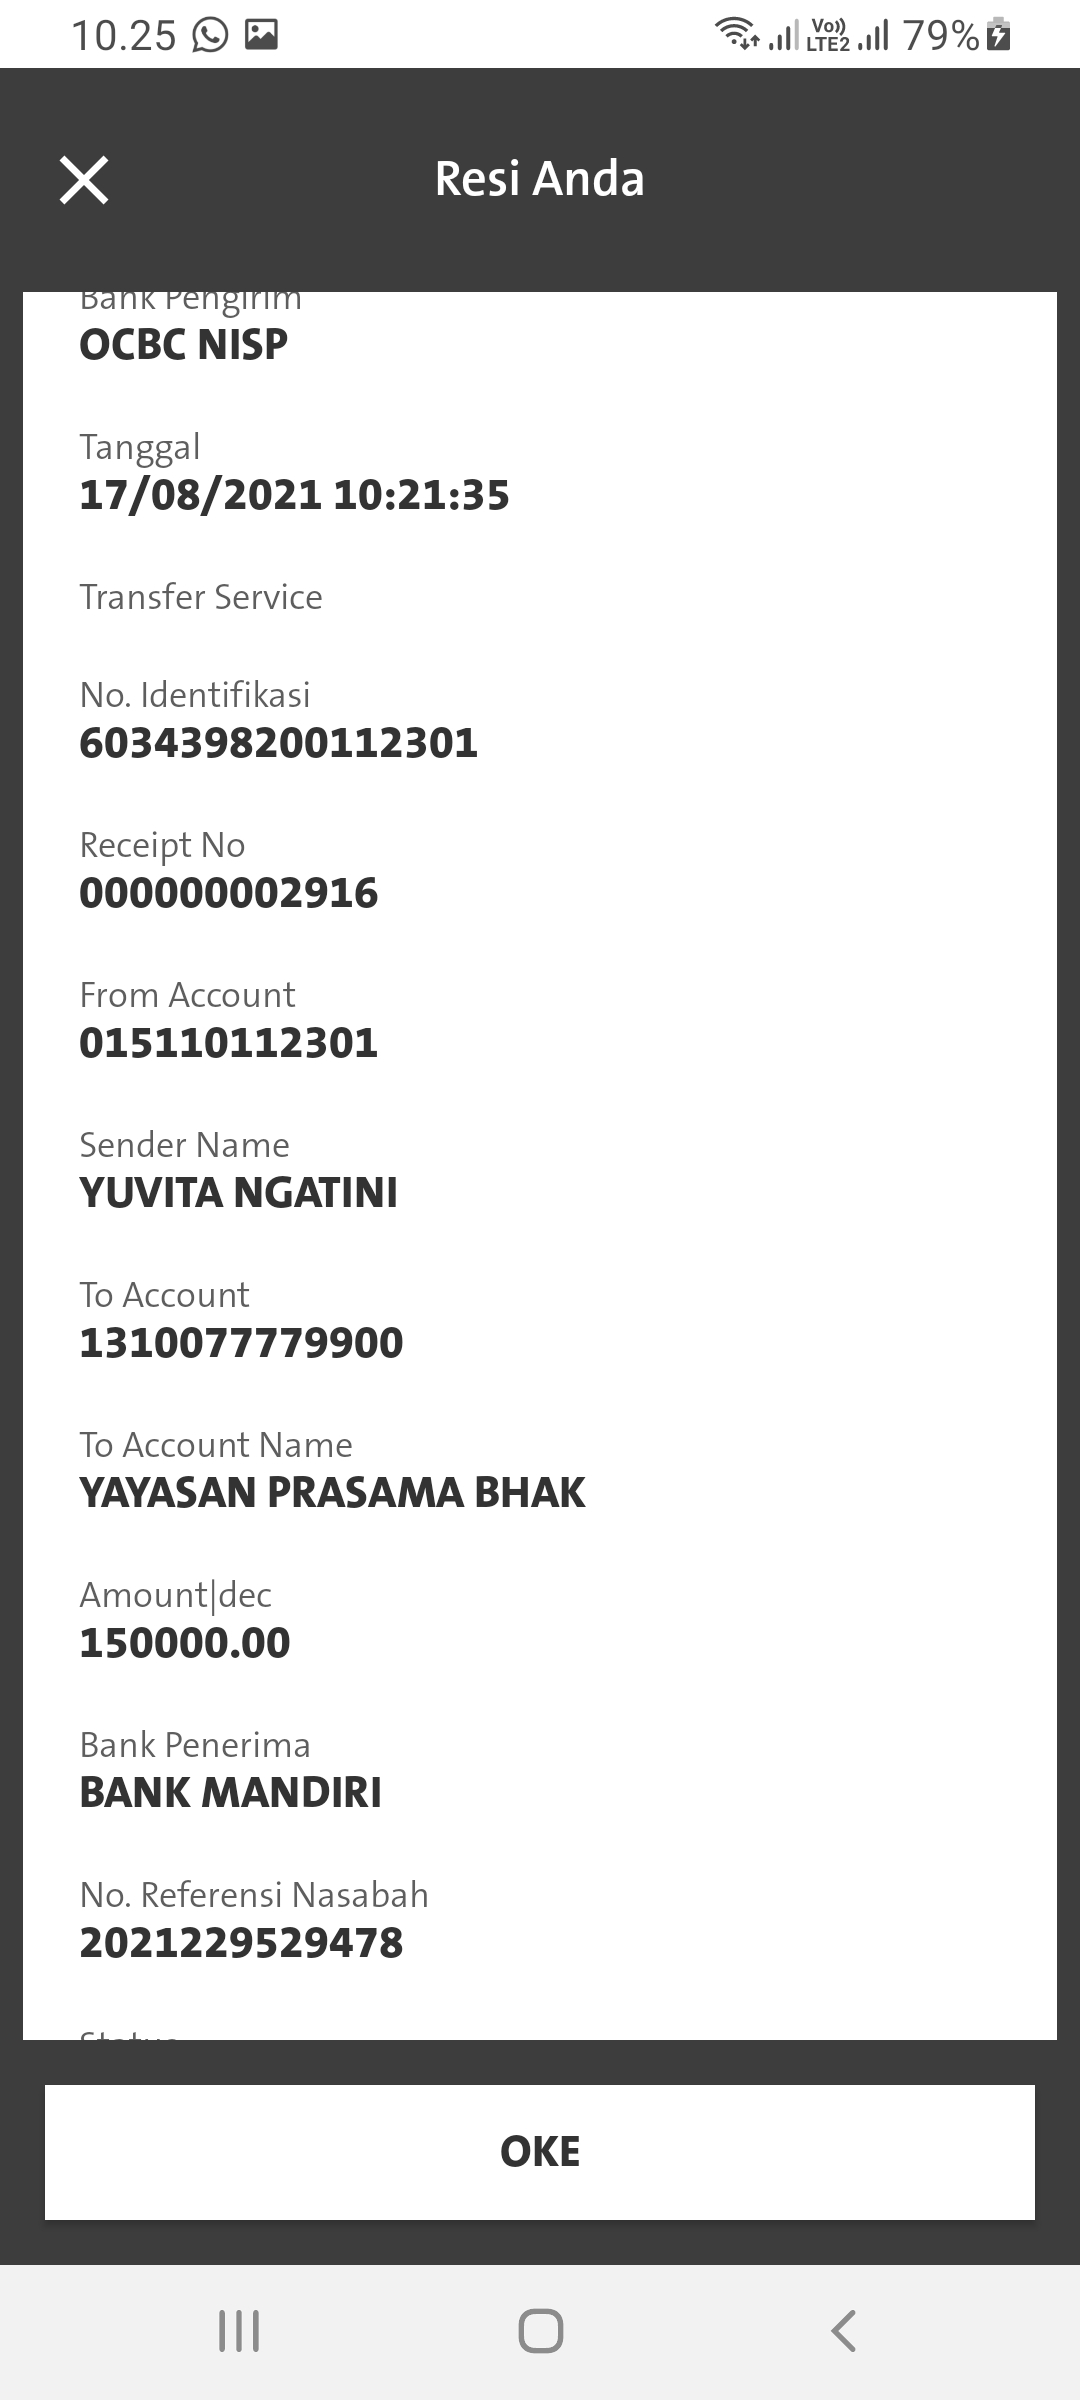 10.25
Vo)) LTE2 79%
Resi Anda
Bank Pengirim
OCBC NISP
Tanggal
17/08/2021 10:21:35
Transfer Service
No. Identifikasi
6034398200112301
Receipt No
000000002916
From Account
015110112301
Sender Name
YUVITA NGATINI
To Account
1310077779900
To Account Name
YAYASAN PRASAMA BHAK
Amount|dec
150000.00
Bank Penerima
BANK MANDIRI
No. Referensi Nasabah
2021229529478
Status
OKE